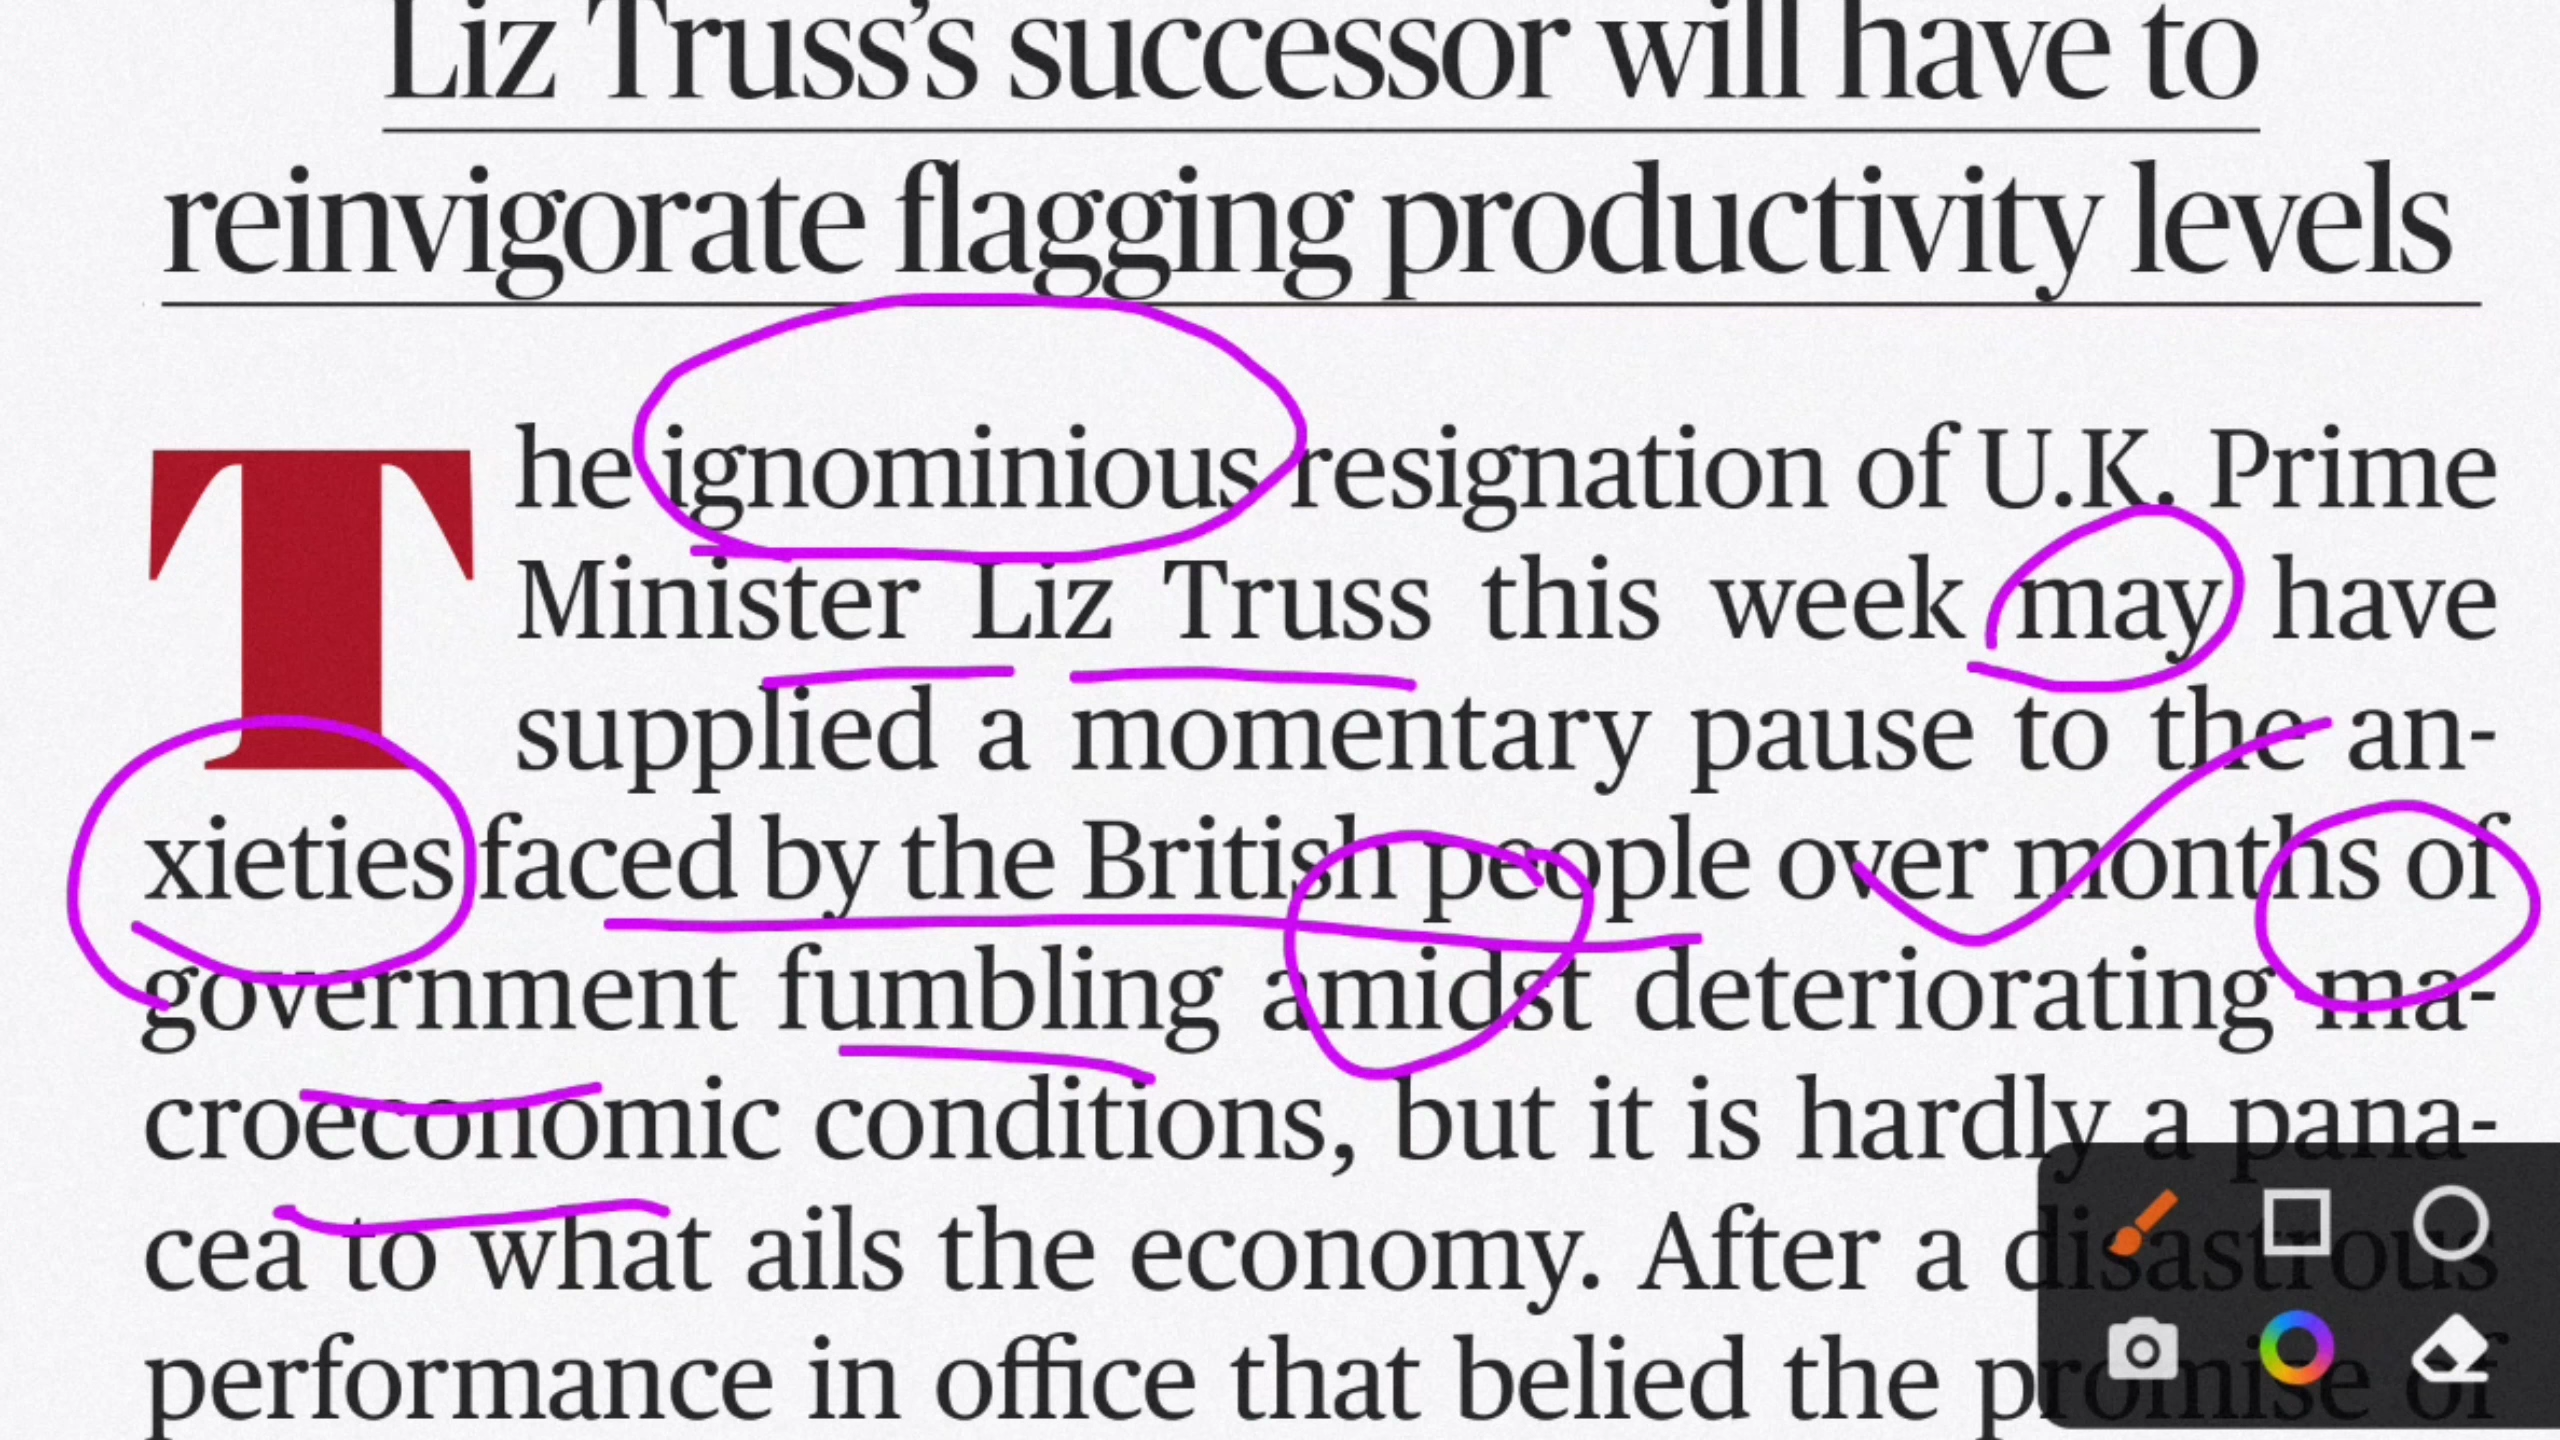 Liz Truss’s successor will have to
reinvigorate flagging productivity levels
The ignominious resignation of U.K. Prime
Minister Liz Truss this week may have
supplied a momentary pause to the an-
xieties faced by the British people over months of
government fumbling amidst deteriorating ma-
croeconomic conditions, but it is hardly a pana-
cea to what ails the economy. After a disastrous
performance in office that belied the promise of